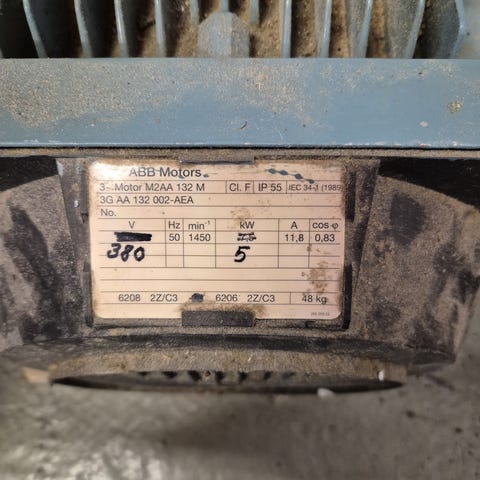 ABB Motors
3~ Motor M2AA 132 M Cl. F IP 55 IEC 34-1 (1989)
3G AA 132 002-AEA
No.
V Hz min⁻¹ kW A cos φ
50 1450 11,8 0,83
380 5
6208 2Z/C3 6206 2Z/C3 48 kg